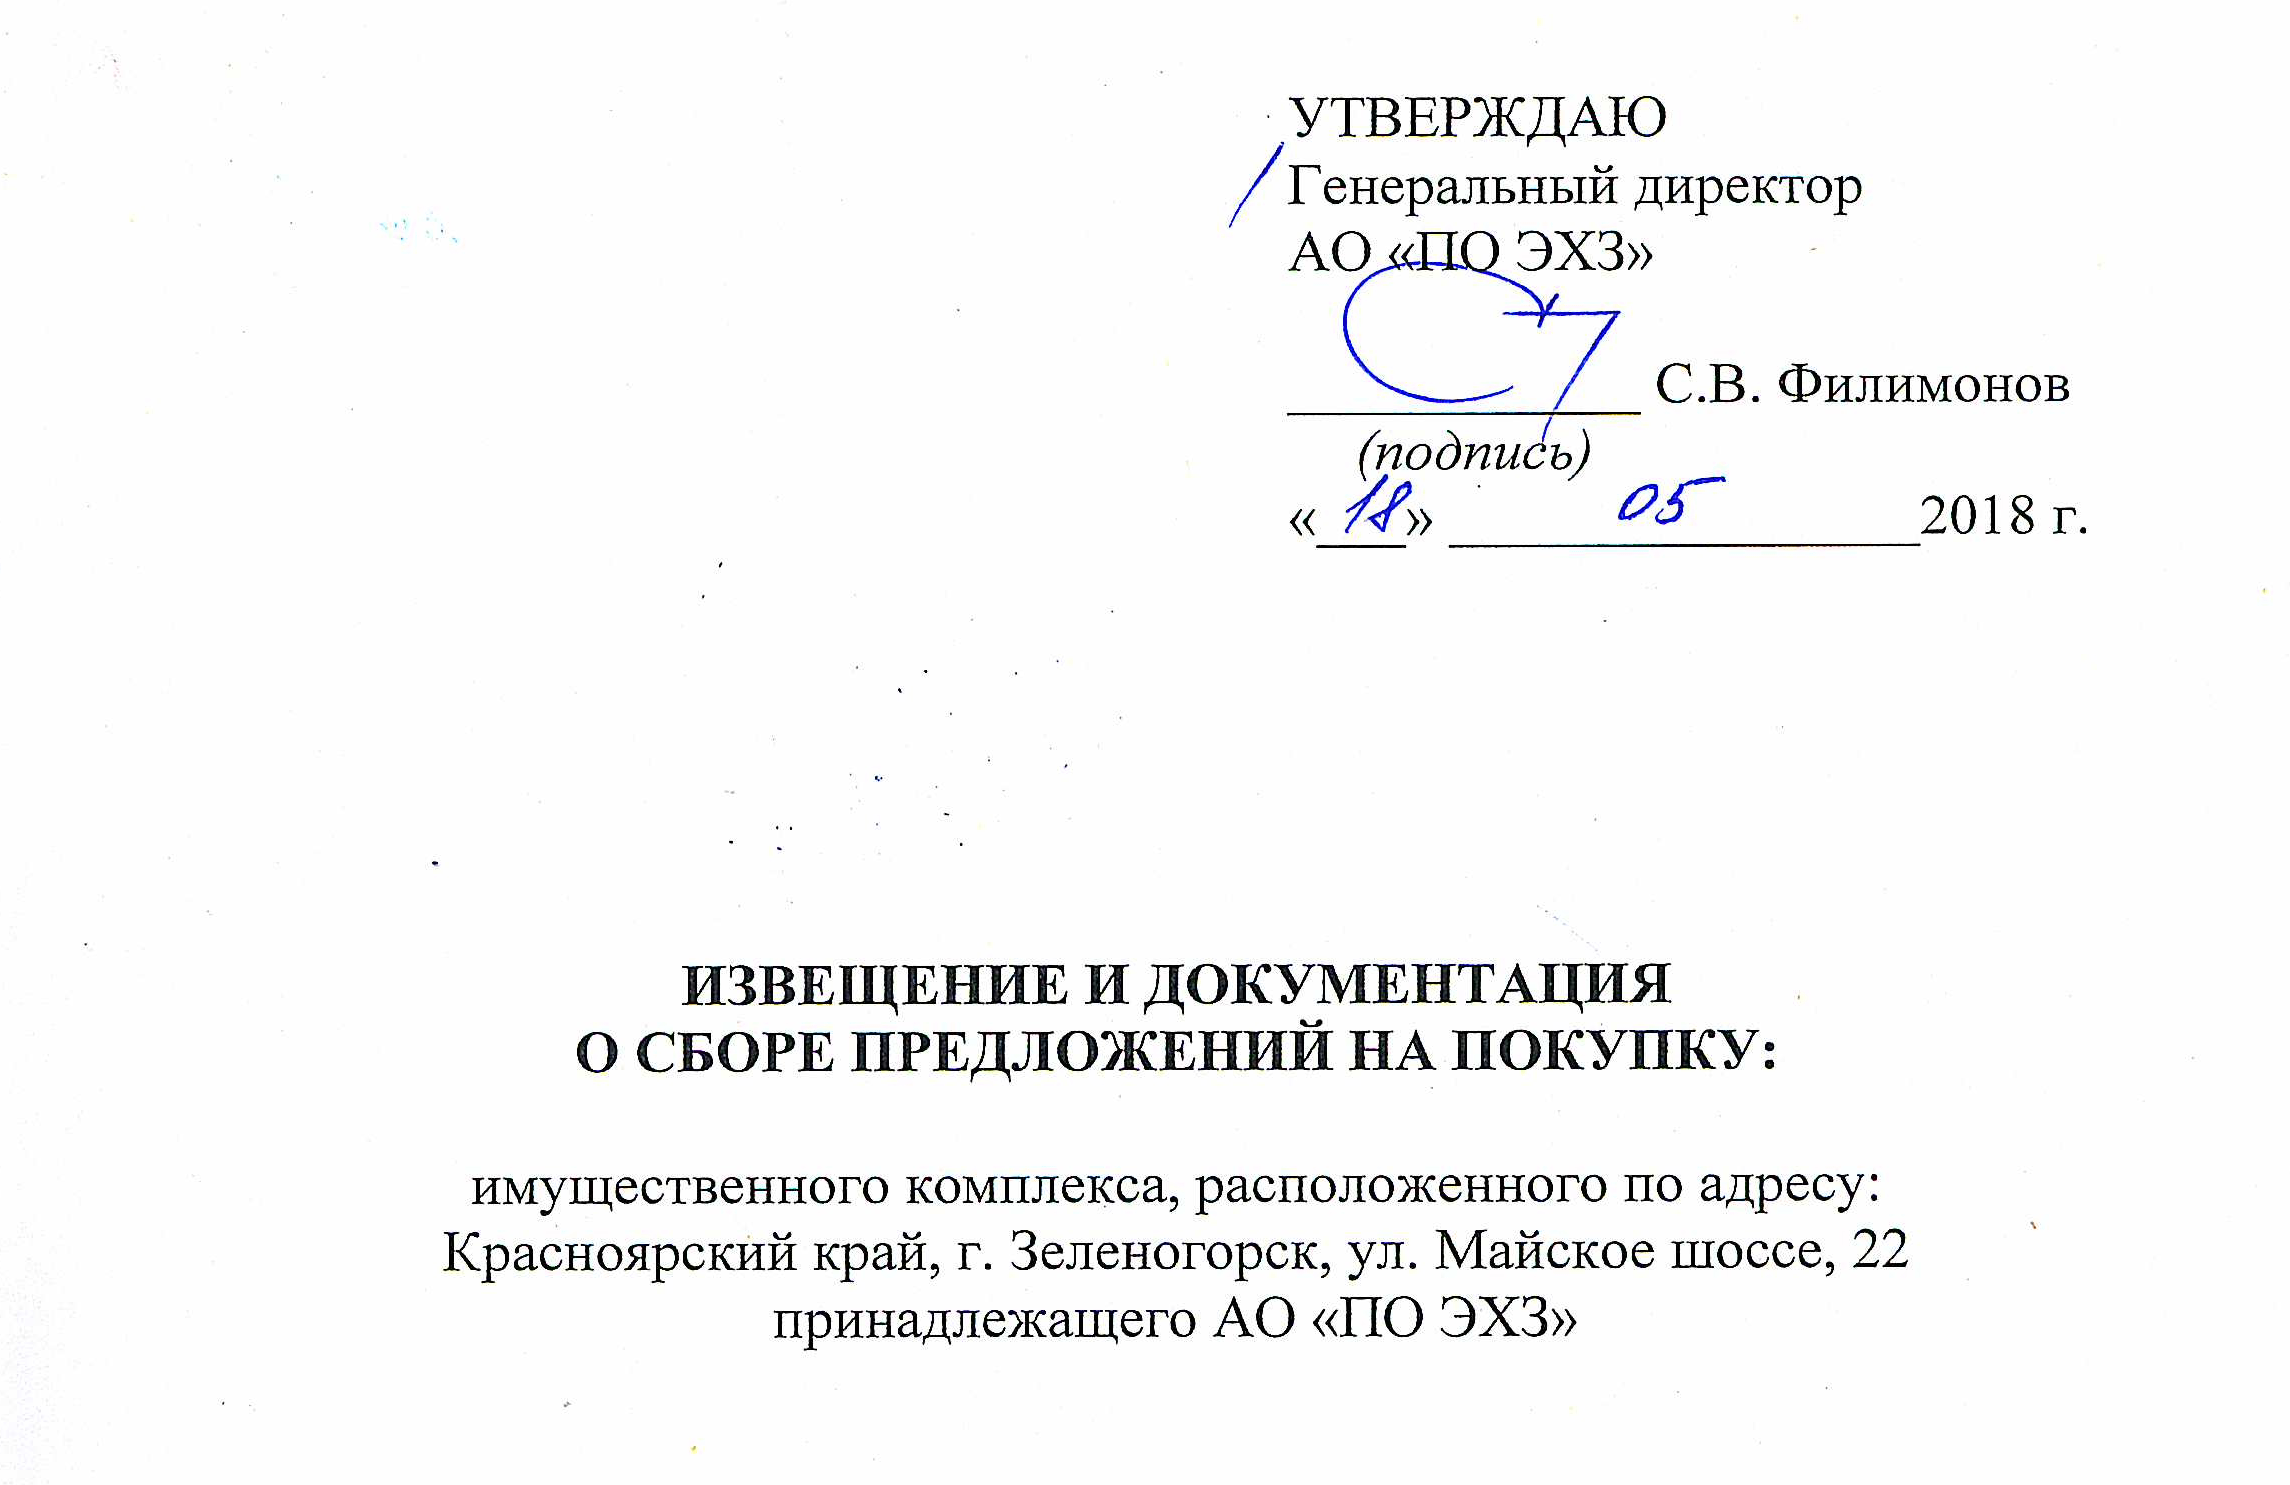 УТВЕРЖДАЮ
Генеральный директор
АО «ПО ЭХЗ»
_____________ С.В. Филимонов
(подпись)
«18» 05 2018 г.
ИЗВЕЩЕНИЕ И ДОКУМЕНТАЦИЯ
О СБОРЕ ПРЕДЛОЖЕНИЙ НА ПОКУПКУ:
имущественного комплекса, расположенного по адресу:
Красноярский край, г. Зеленогорск, ул. Майское шоссе, 22
принадлежащего АО «ПО ЭХЗ»